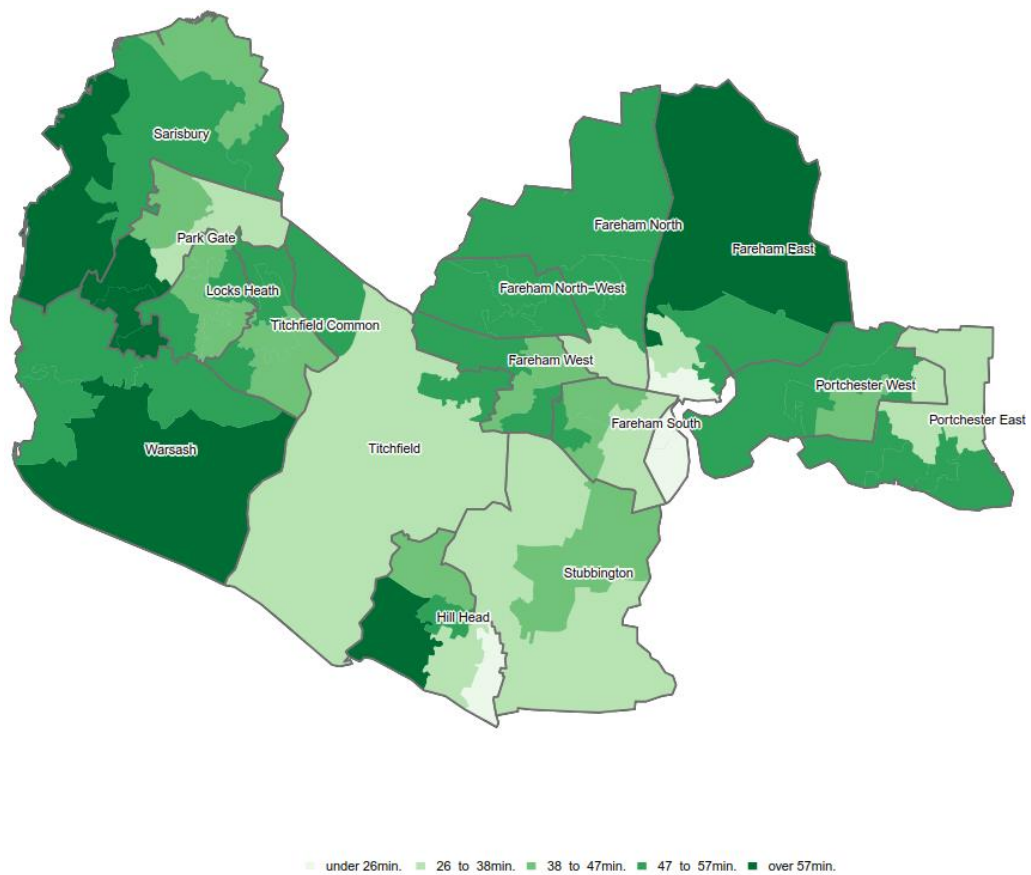 Sarisbury
Fareham North
Park Gate
Fareham East
Locks Heath
Fareham North-West
Titchfield Common
Fareham West
Portchester West
Fareham South
Portchester East
Warsash
Titchfield
Stubbington
Hill Head
under 26min. 26 to 38min. 38 to 47min. 47 to 57min. over 57min.